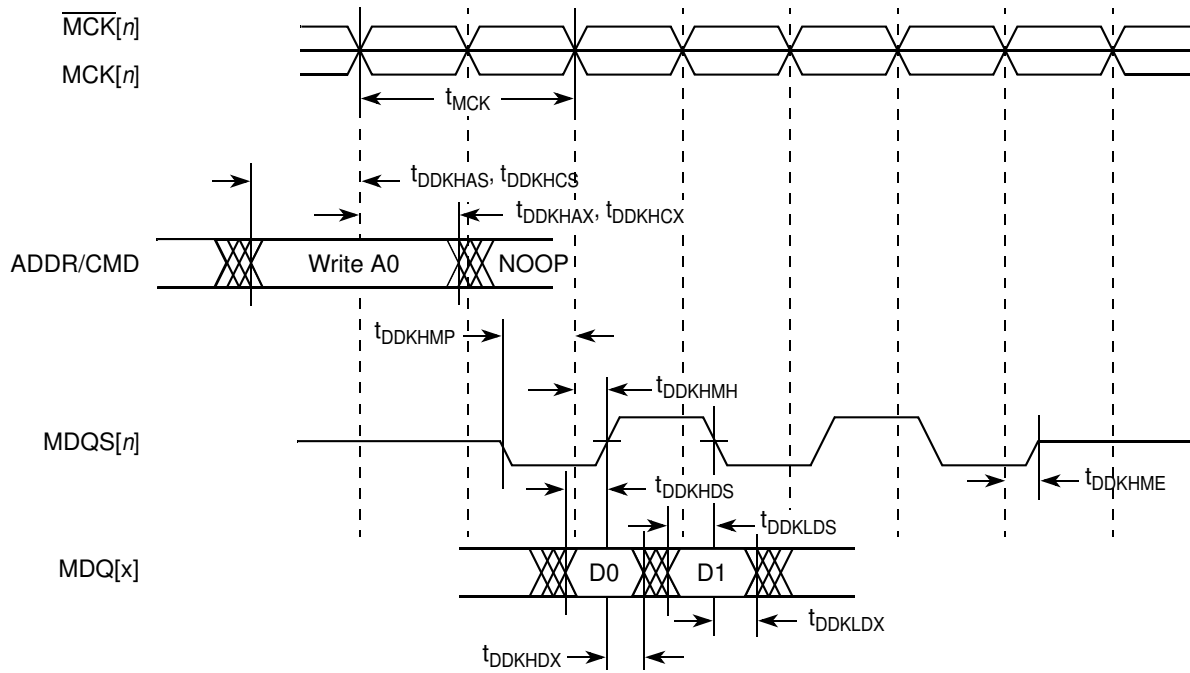 MCK[n]
MCK[n]
tMCK
tDDKHAS, tDDKHCS
tDDKHAX, tDDKHCX
ADDR/CMD
Write A0
NOOP
tDDKHMP
tDDKHMH
MDQS[n]
tDDKHDS
tDDKHME
tDDKLDS
MDQ[x]
D0
D1
tDDKLDX
tDDKHDX